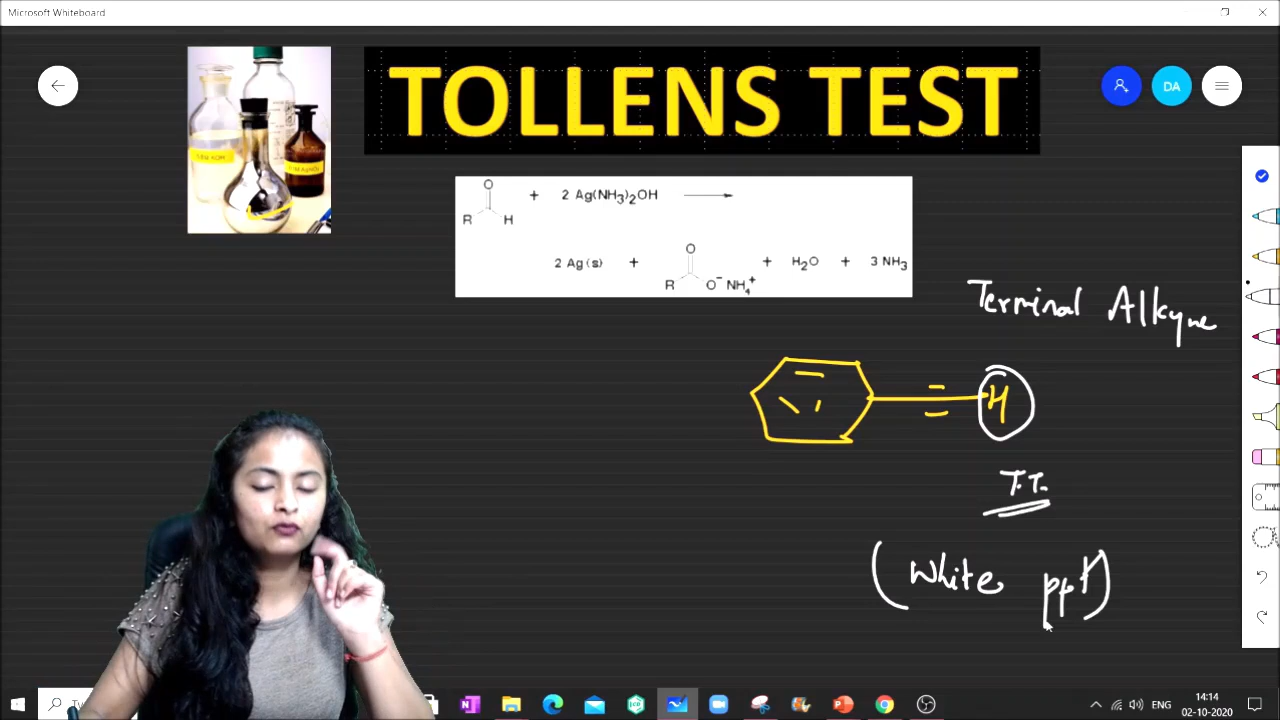 Microsoft Whiteboard
TOLLENS TEST
DA
O
R H + 2 Ag(NH3)2OH
2 Ag(s) + R O O⁻ NH4⁺ + H2O + 3 NH3
Terminal Alkyne
H
T.T.
(White ppt)
14:14
ENG
02-10-2020